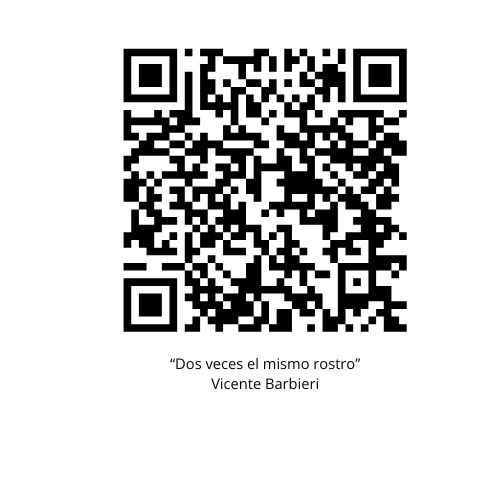 “Dos veces el mismo rostro”
Vicente Barbieri